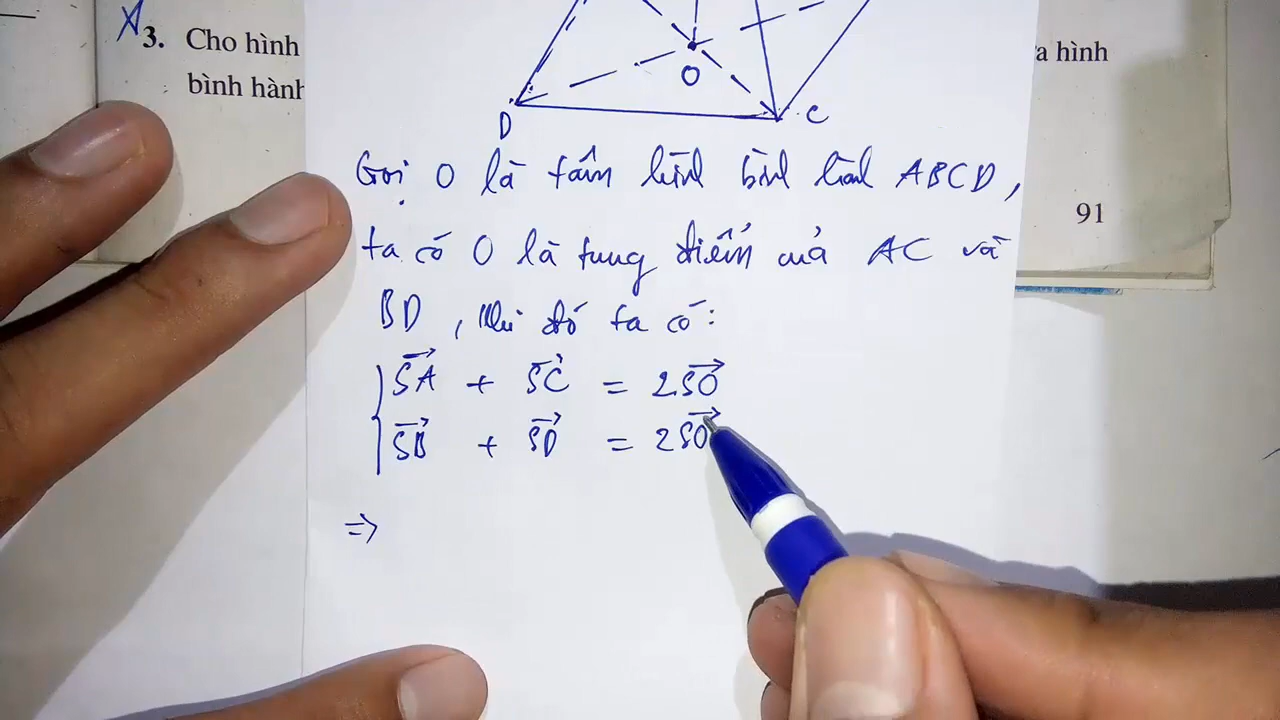 3. Cho hình
a hình
bình hành
D
O
C
Gọi O là tâm hình bình hành ABCD,
91
ta có O là trung điểm của AC và
BD, khi đó ta có:
SA + SC = 2SO
SB + SD = 2SO
=>